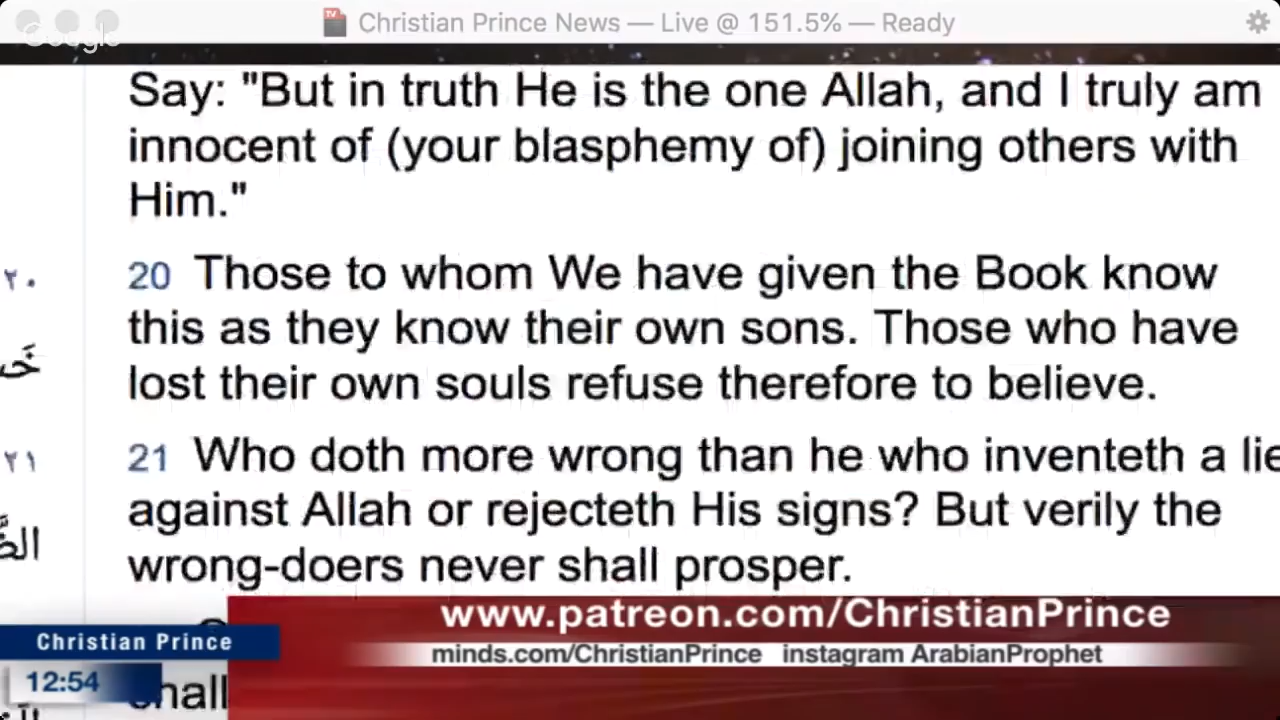 Christian Prince News — Live @ 151.5% — Ready
Google
Say: "But in truth He is the one Allah, and I truly am
innocent of (your blasphemy of) joining others with
Him."
٢٠
20 Those to whom We have given the Book know
this as they know their own sons. Those who have
lost their own souls refuse therefore to believe.
٢١
21 Who doth more wrong than he who inventeth a lie
against Allah or rejecteth His signs? But verily the
wrong-doers never shall prosper.
www.patreon.com/ChristianPrince
Christian Prince
minds.com/ChristianPrince instagram ArabianProphet
12:54
shall